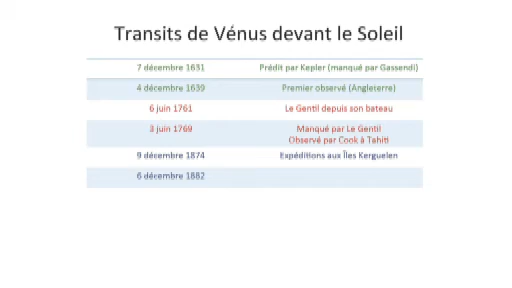 Transits de Vénus devant le Soleil
7 décembre 1631 Prédit par Kepler (manqué par Gassendi)
4 décembre 1639 Premier observé (Angleterre)
6 juin 1761 Le Gentil depuis son bateau
3 juin 1769 Manqué par Le Gentil
Observé par Cook à Tahiti
9 décembre 1874 Expéditions aux Îles Kerguelen
6 décembre 1882